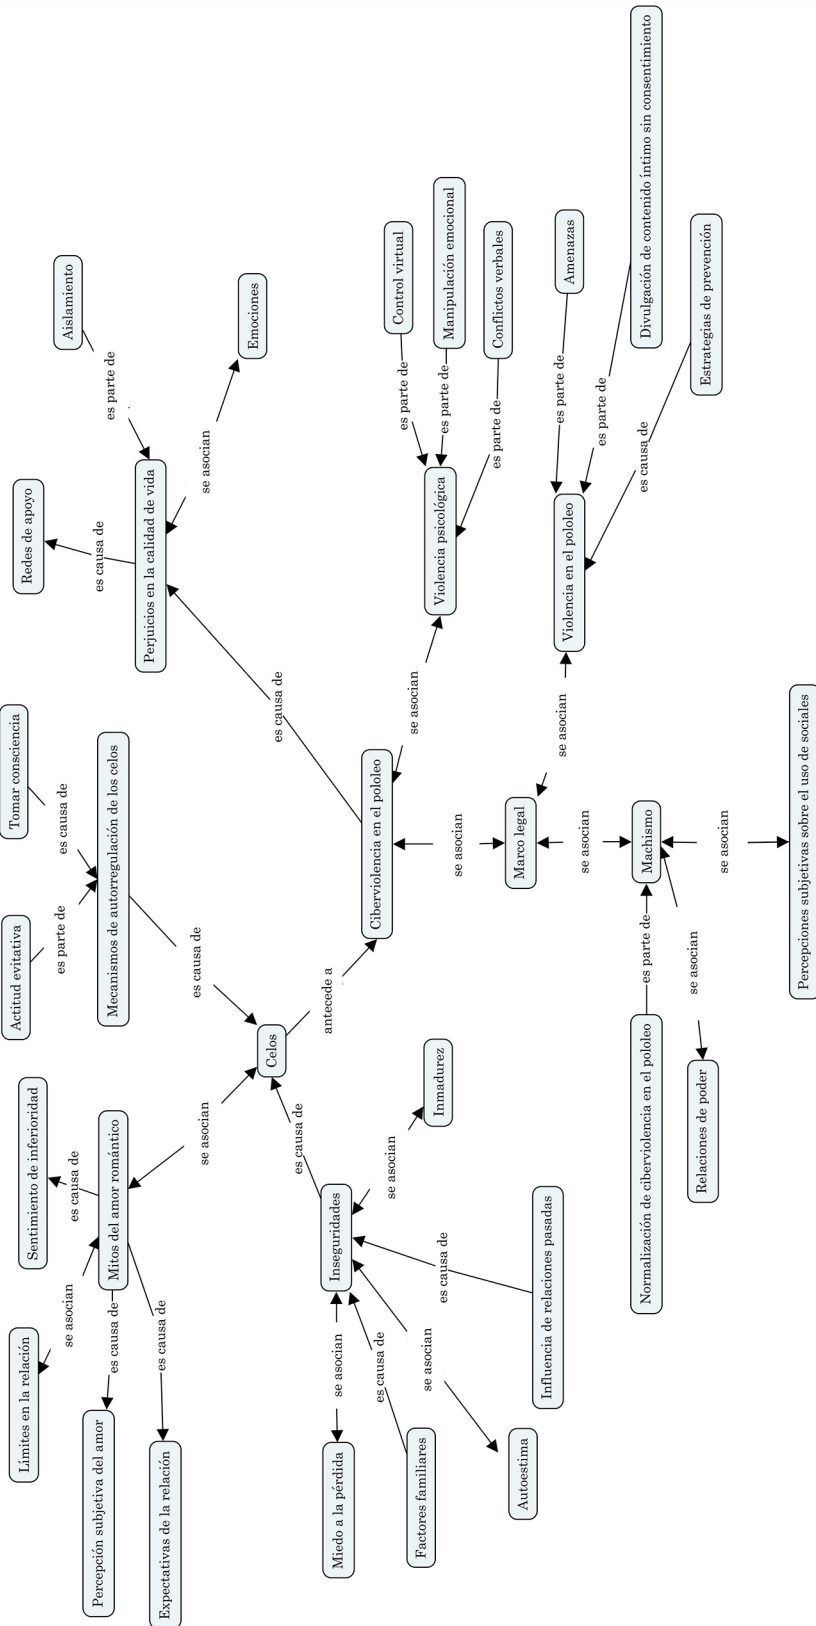 Límites en la relación
Sentimiento de inferioridad
Actitud evitativa
Tomar consciencia
Redes de apoyo
Aislamiento
se asocian
es causa de
es parte de
es causa de
es causa de
es parte de
Percepción subjetiva del amor
es causa de
Mitos del amor romántico
Mecanismos de autorregulación de los celos
Perjuicios en la calidad de vida
Expectativas de la relación
es causa de
se asocian
es causa de
se asocian
Emociones
Celos
es causa de
es causa de
antecede a
Miedo a la pérdida
se asocian
Inseguridades
Ciberviolencia en el pololeo
Control virtual
es parte de
Factores familiares
es causa de
se asocian
se asocian
Inmadurez
Violencia psicológica
es parte de
Manipulación emocional
se asocian
es causa de
se asocian
es parte de
Conflictos verbales
Autoestima
Influencia de relaciones pasadas
Marco legal
se asocian
es parte de
Amenazas
Violencia en el pololeo
se asocian
es parte de
Divulgación de contenido íntimo sin consentimiento
Normalización de ciberviolencia en el pololeo
es parte de
Machismo
es causa de
Estrategias de prevención
Relaciones de poder
se asocian
se asocian
Percepciones subjetivas sobre el uso de sociales